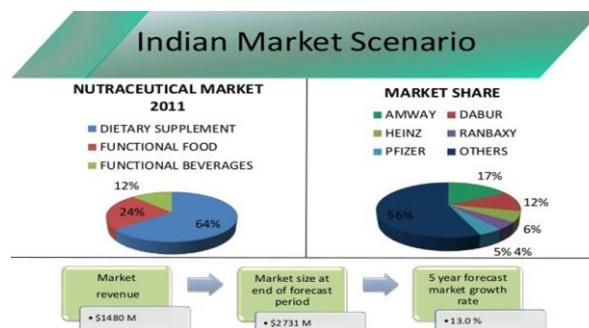 Indian Market Scenario
NUTRACEUTICAL MARKET
2011
DIETARY SUPPLEMENT
FUNCTIONAL FOOD
FUNCTIONAL BEVERAGES
12%
24%
64%
MARKET SHARE
AMWAY
DABUR
HEINZ
RANBAXY
PFIZER
OTHERS
17%
12%
56%
6%
5%
4%
Market
revenue
• $1480 M
Market size at
end of forecast
period
• $2731 M
5 year forecast
market growth
rate
• 13.0 %